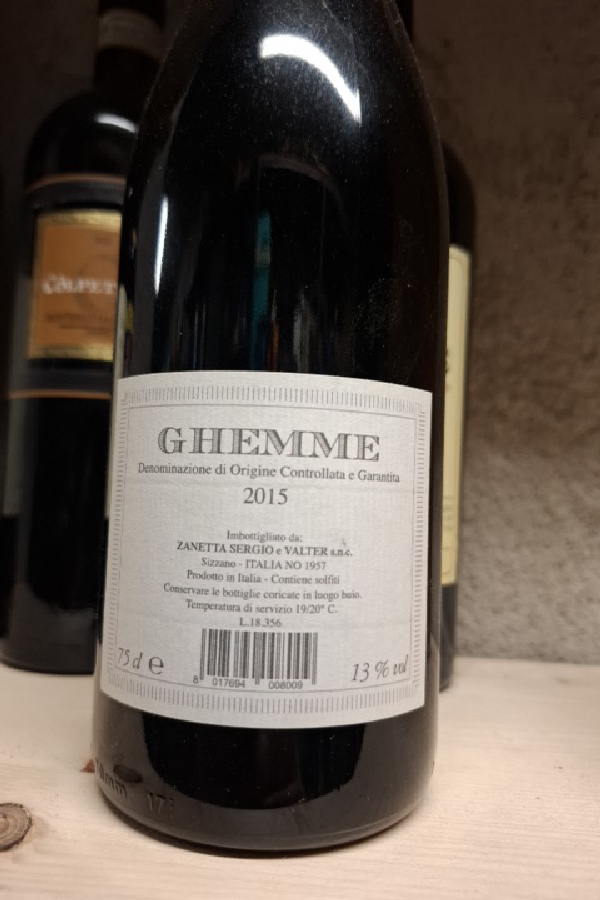 GHEMME
Denominazione di Origine Controllata e Garantita
2015
Imbottigliato da:
ZANETTA SERGIO e VALTER s.n.c.
Sizzano - ITALIA NO 1957
Prodotto in Italia - Contiene solfiti
Conservare le bottiglie coricate in luogo buio.
Temperatura di servizio 19/20° C.
L.18.356
75 cl e
13 % vol
8 017694 008009